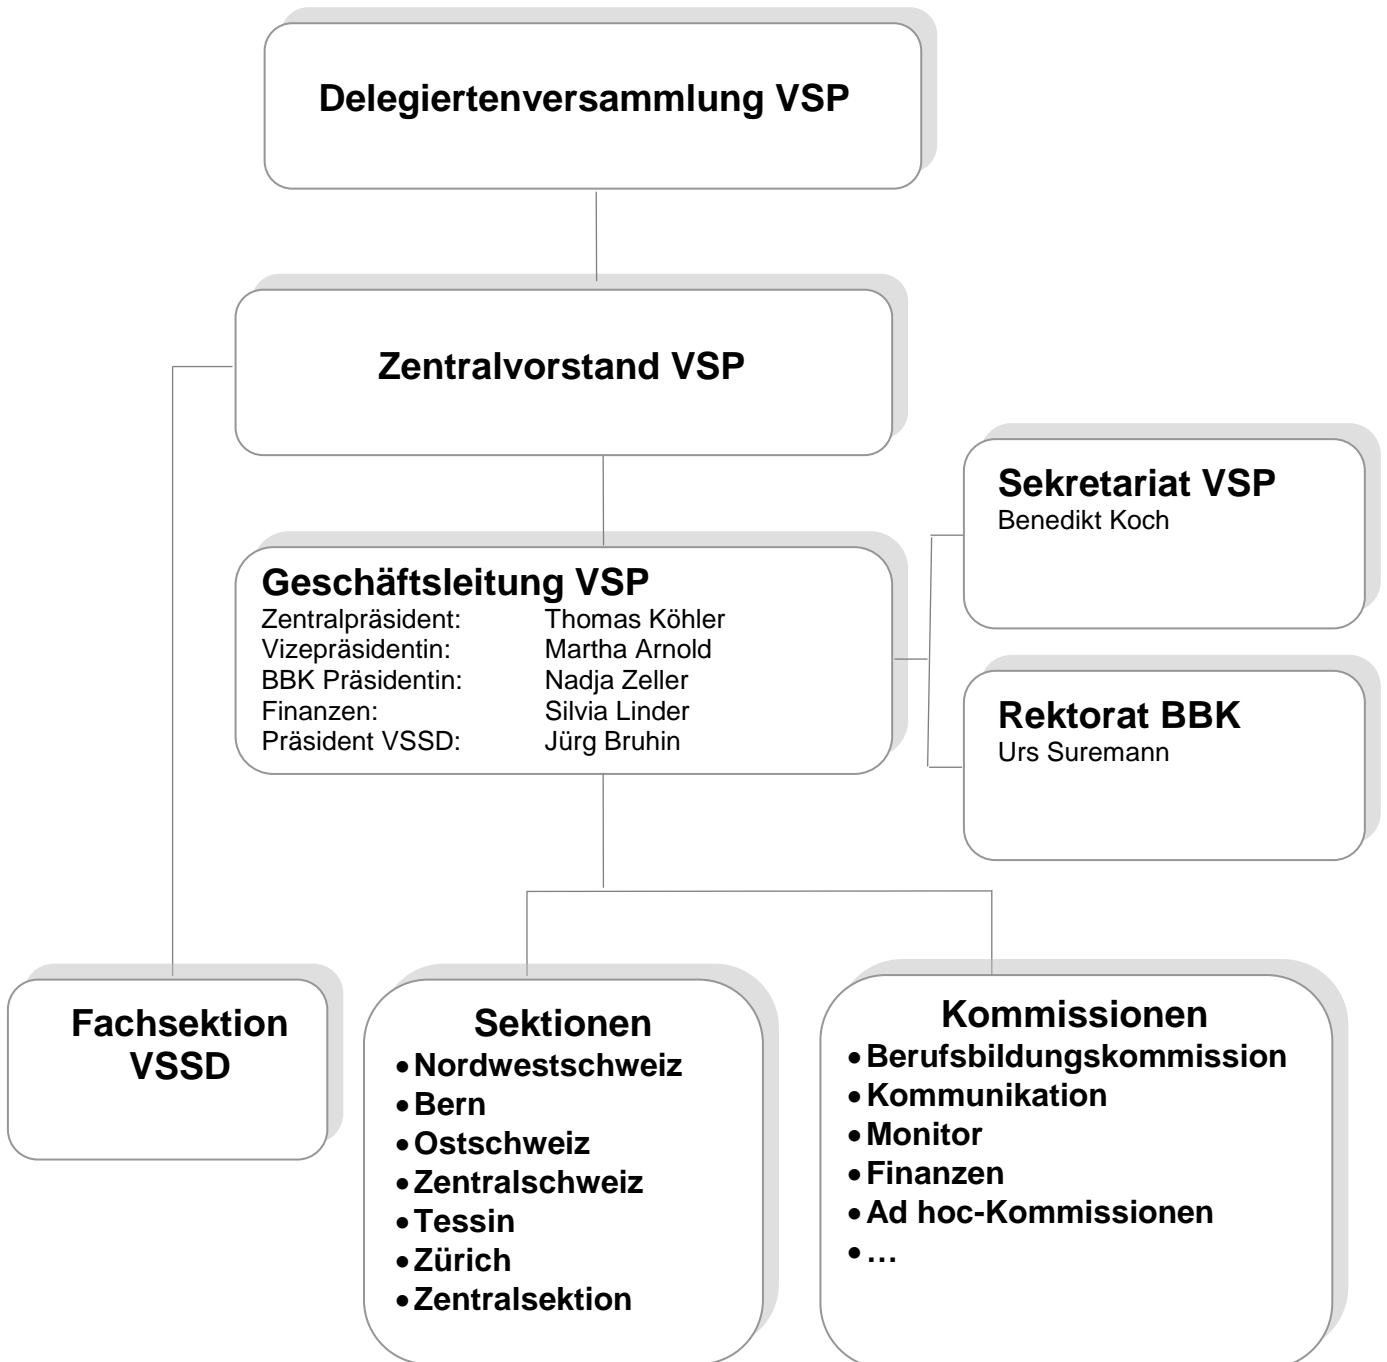 Delegiertenversammlung VSP
Zentralvorstand VSP
Sekretariat VSP
Benedikt Koch
Geschäftsleitung VSP
Zentralpräsident: Thomas Köhler
Vizepräsidentin: Martha Arnold
BBK Präsidentin: Nadja Zeller
Finanzen: Silvia Linder
Präsident VSSD: Jürg Bruhin
Rektorat BBK
Urs Suremann
Fachsektion
VSSD
Sektionen
• Nordwestschweiz
• Bern
• Ostschweiz
• Zentralschweiz
• Tessin
• Zürich
• Zentralsektion
Kommissionen
• Berufsbildungskommission
• Kommunikation
• Monitor
• Finanzen
• Ad hoc-Kommissionen
• …